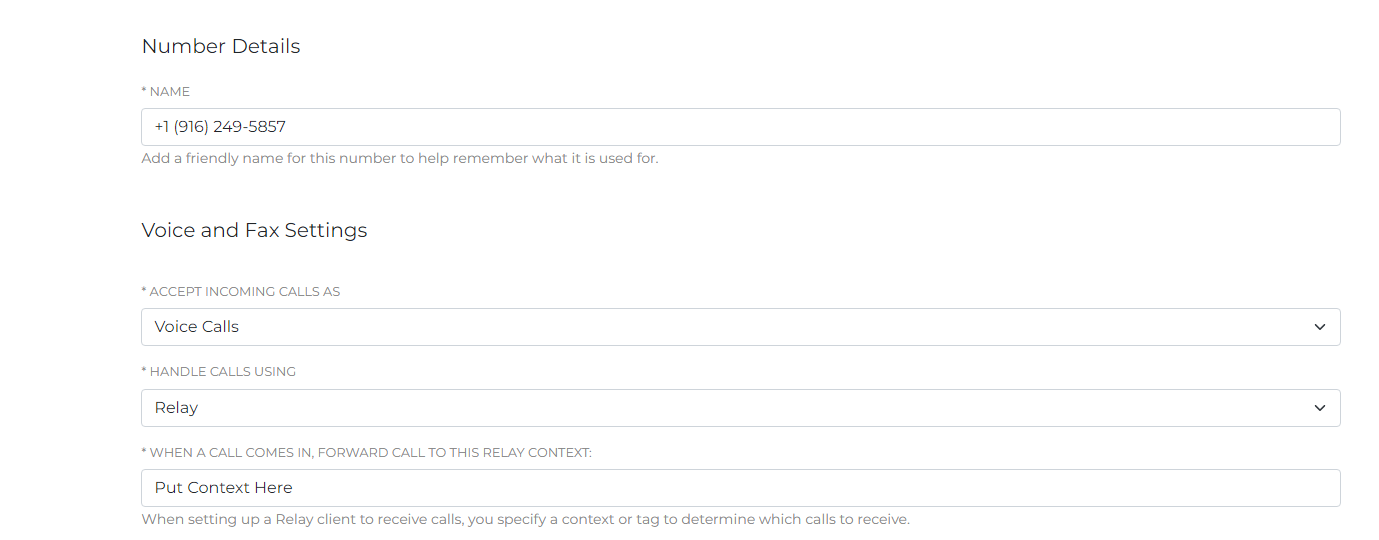 Number Details
* NAME
+1 (916) 249-5857
Add a friendly name for this number to help remember what it is used for.
Voice and Fax Settings
* ACCEPT INCOMING CALLS AS
Voice Calls
* HANDLE CALLS USING
Relay
* WHEN A CALL COMES IN, FORWARD CALL TO THIS RELAY CONTEXT:
Put Context Here
When setting up a Relay client to receive calls, you specify a context or tag to determine which calls to receive.